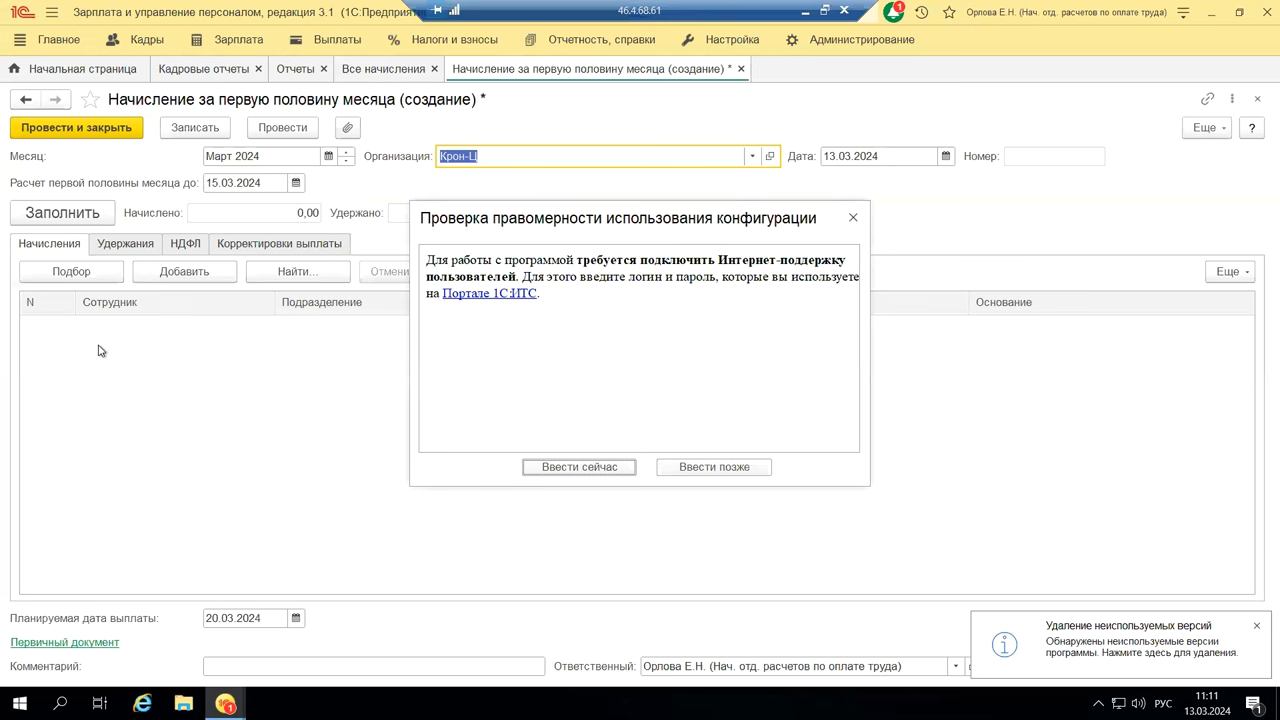 Зарплата и управление персоналом, редакция 3.1 (1С:Предприятие
46.4.68.61
1
Орлова Е.Н. (Нач. отд. расчетов по оплате труда)
Главное
Кадры
Зарплата
Выплаты
Налоги и взносы
Отчетность, справки
Настройка
Администрирование
Начальная страница
Кадровые отчеты
Отчеты
Все начисления
Начисление за первую половину месяца (создание) *
Начисление за первую половину месяца (создание) *
Провести и закрыть
Записать
Провести
Еще
?
Месяц:
Март 2024
Организация:
Крон-Ц
Дата:
13.03.2024
Номер:
Расчет первой половины месяца до:
15.03.2024
Заполнить
Начислено:
0,00
Удержано:
Начисления
Удержания
НДФЛ
Корректировки выплаты
Подбор
Добавить
Найти...
Отмени
Еще
N
Сотрудник
Подразделение
Основание
Проверка правомерности использования конфигурации
Для работы с программой требуется подключить Интернет-поддержку
пользователей. Для этого введите логин и пароль, которые вы используете
на Портале 1С:ИТС.
Ввести сейчас
Ввести позже
Планируемая дата выплаты:
20.03.2024
Первичный документ
Комментарий:
Ответственный:
Орлова Е.Н. (Нач. отд. расчетов по оплате труда)
Удаление неиспользуемых версий
Обнаружены неиспользуемые версии
программы. Нажмите здесь для удаления.
1
РУС
11:11
13.03.2024
1